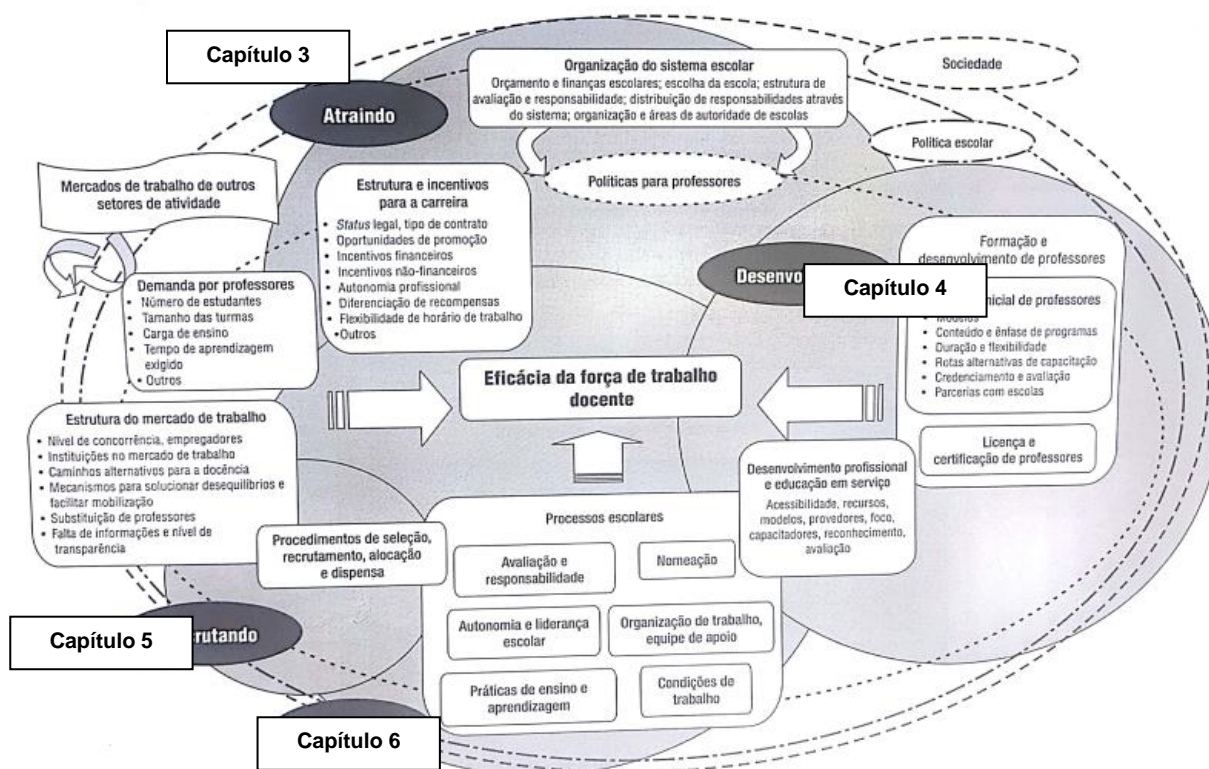 Capítulo 3
Atraindo
Organização do sistema escolar
Orçamento e finanças escolares; escolha da escola; estrutura de
avaliação e responsabilidade; distribuição de responsabilidades através
do sistema; organização e áreas de autoridade de escolas
Sociedade
Política escolar
Políticas para professores
Mercados de trabalho de outros
setores de atividade
Estrutura e incentivos
para a carreira
• Status legal, tipo de contrato
• Oportunidades de promoção
• Incentivos financeiros
• Incentivos não-financeiros
• Autonomia profissional
• Diferenciação de recompensas
• Flexibilidade de horário de trabalho
• Outros
Demanda por professores
• Número de estudantes
• Tamanho das turmas
• Carga de ensino
• Tempo de aprendizagem
exigido
• Outros
Formação e
desenvolvimento de professores
Desenvo
Capítulo 4
nicial de professores
• Modelos
• Conteúdo e ênfase de programas
• Duração e flexibilidade
• Rotas alternativas de capacitação
• Credenciamento e avaliação
• Parcerias com escolas
Licença e
certificação de professores
Eficácia da força de trabalho
docente
Estrutura do mercado de trabalho
• Nível de concorrência, empregadores
• Instituições no mercado de trabalho
• Caminhos alternativos para a docência
• Mecanismos para solucionar desequilíbrios e
facilitar mobilização
• Substituição de professores
• Falta de informações e nível de
transparência
Desenvolvimento profissional
e educação em serviço
Acessibilidade, recursos,
modelos, provedores, foco,
capacitadores, reconhecimento,
avaliação
Procedimentos de seleção,
recrutamento, alocação
e dispensa
Processos escolares
Avaliação e
responsabilidade
Nomeação
Autonomia e liderança
escolar
Organização de trabalho,
equipe de apoio
Práticas de ensino e
aprendizagem
Condições de
trabalho
Capítulo 5
crutando
Capítulo 6